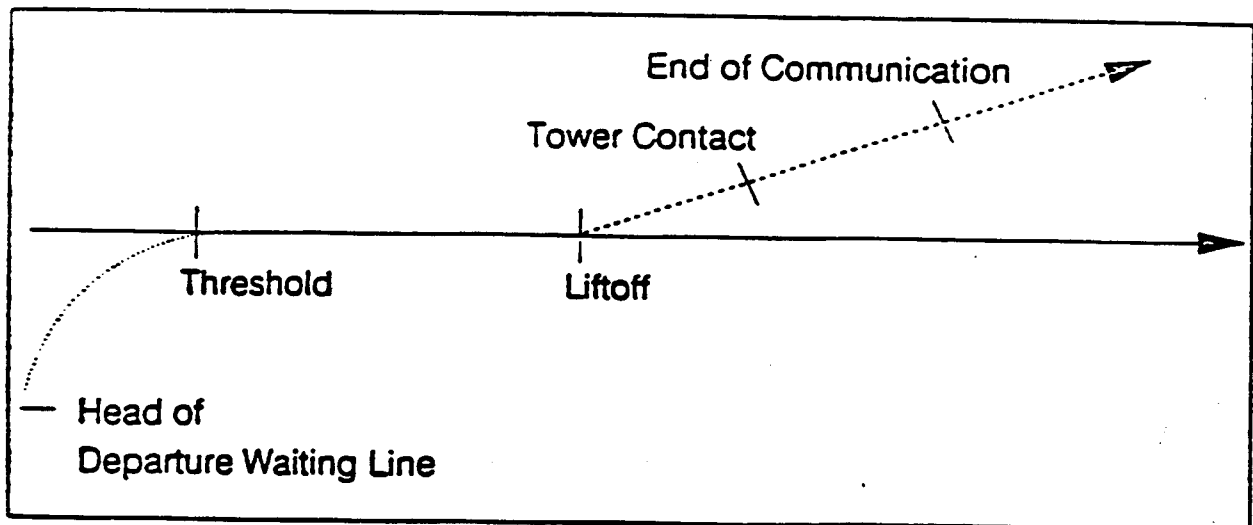 End of Communication
Tower Contact
Threshold
Liftoff
Head of
Departure Waiting Line